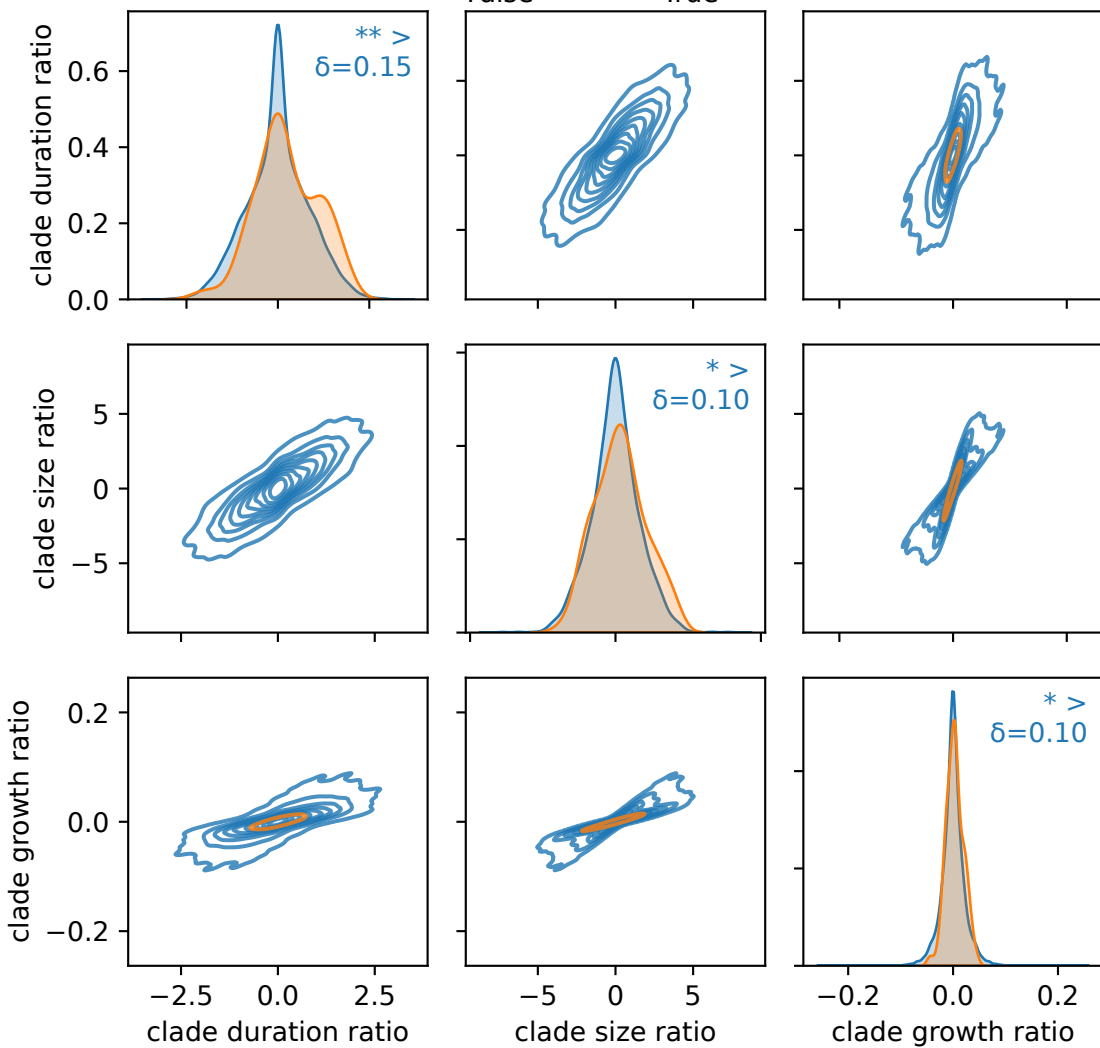 clade duration ratio
0.6
0.4
0.2
0.0
** >
δ=0.15
clade size ratio
5
0
−5
* >
δ=0.10
clade growth ratio
0.2
0.0
−0.2
* >
δ=0.10
−2.5 0.0 2.5
−5 0 5
−0.2 0.0 0.2
clade duration ratio
clade size ratio
clade growth ratio